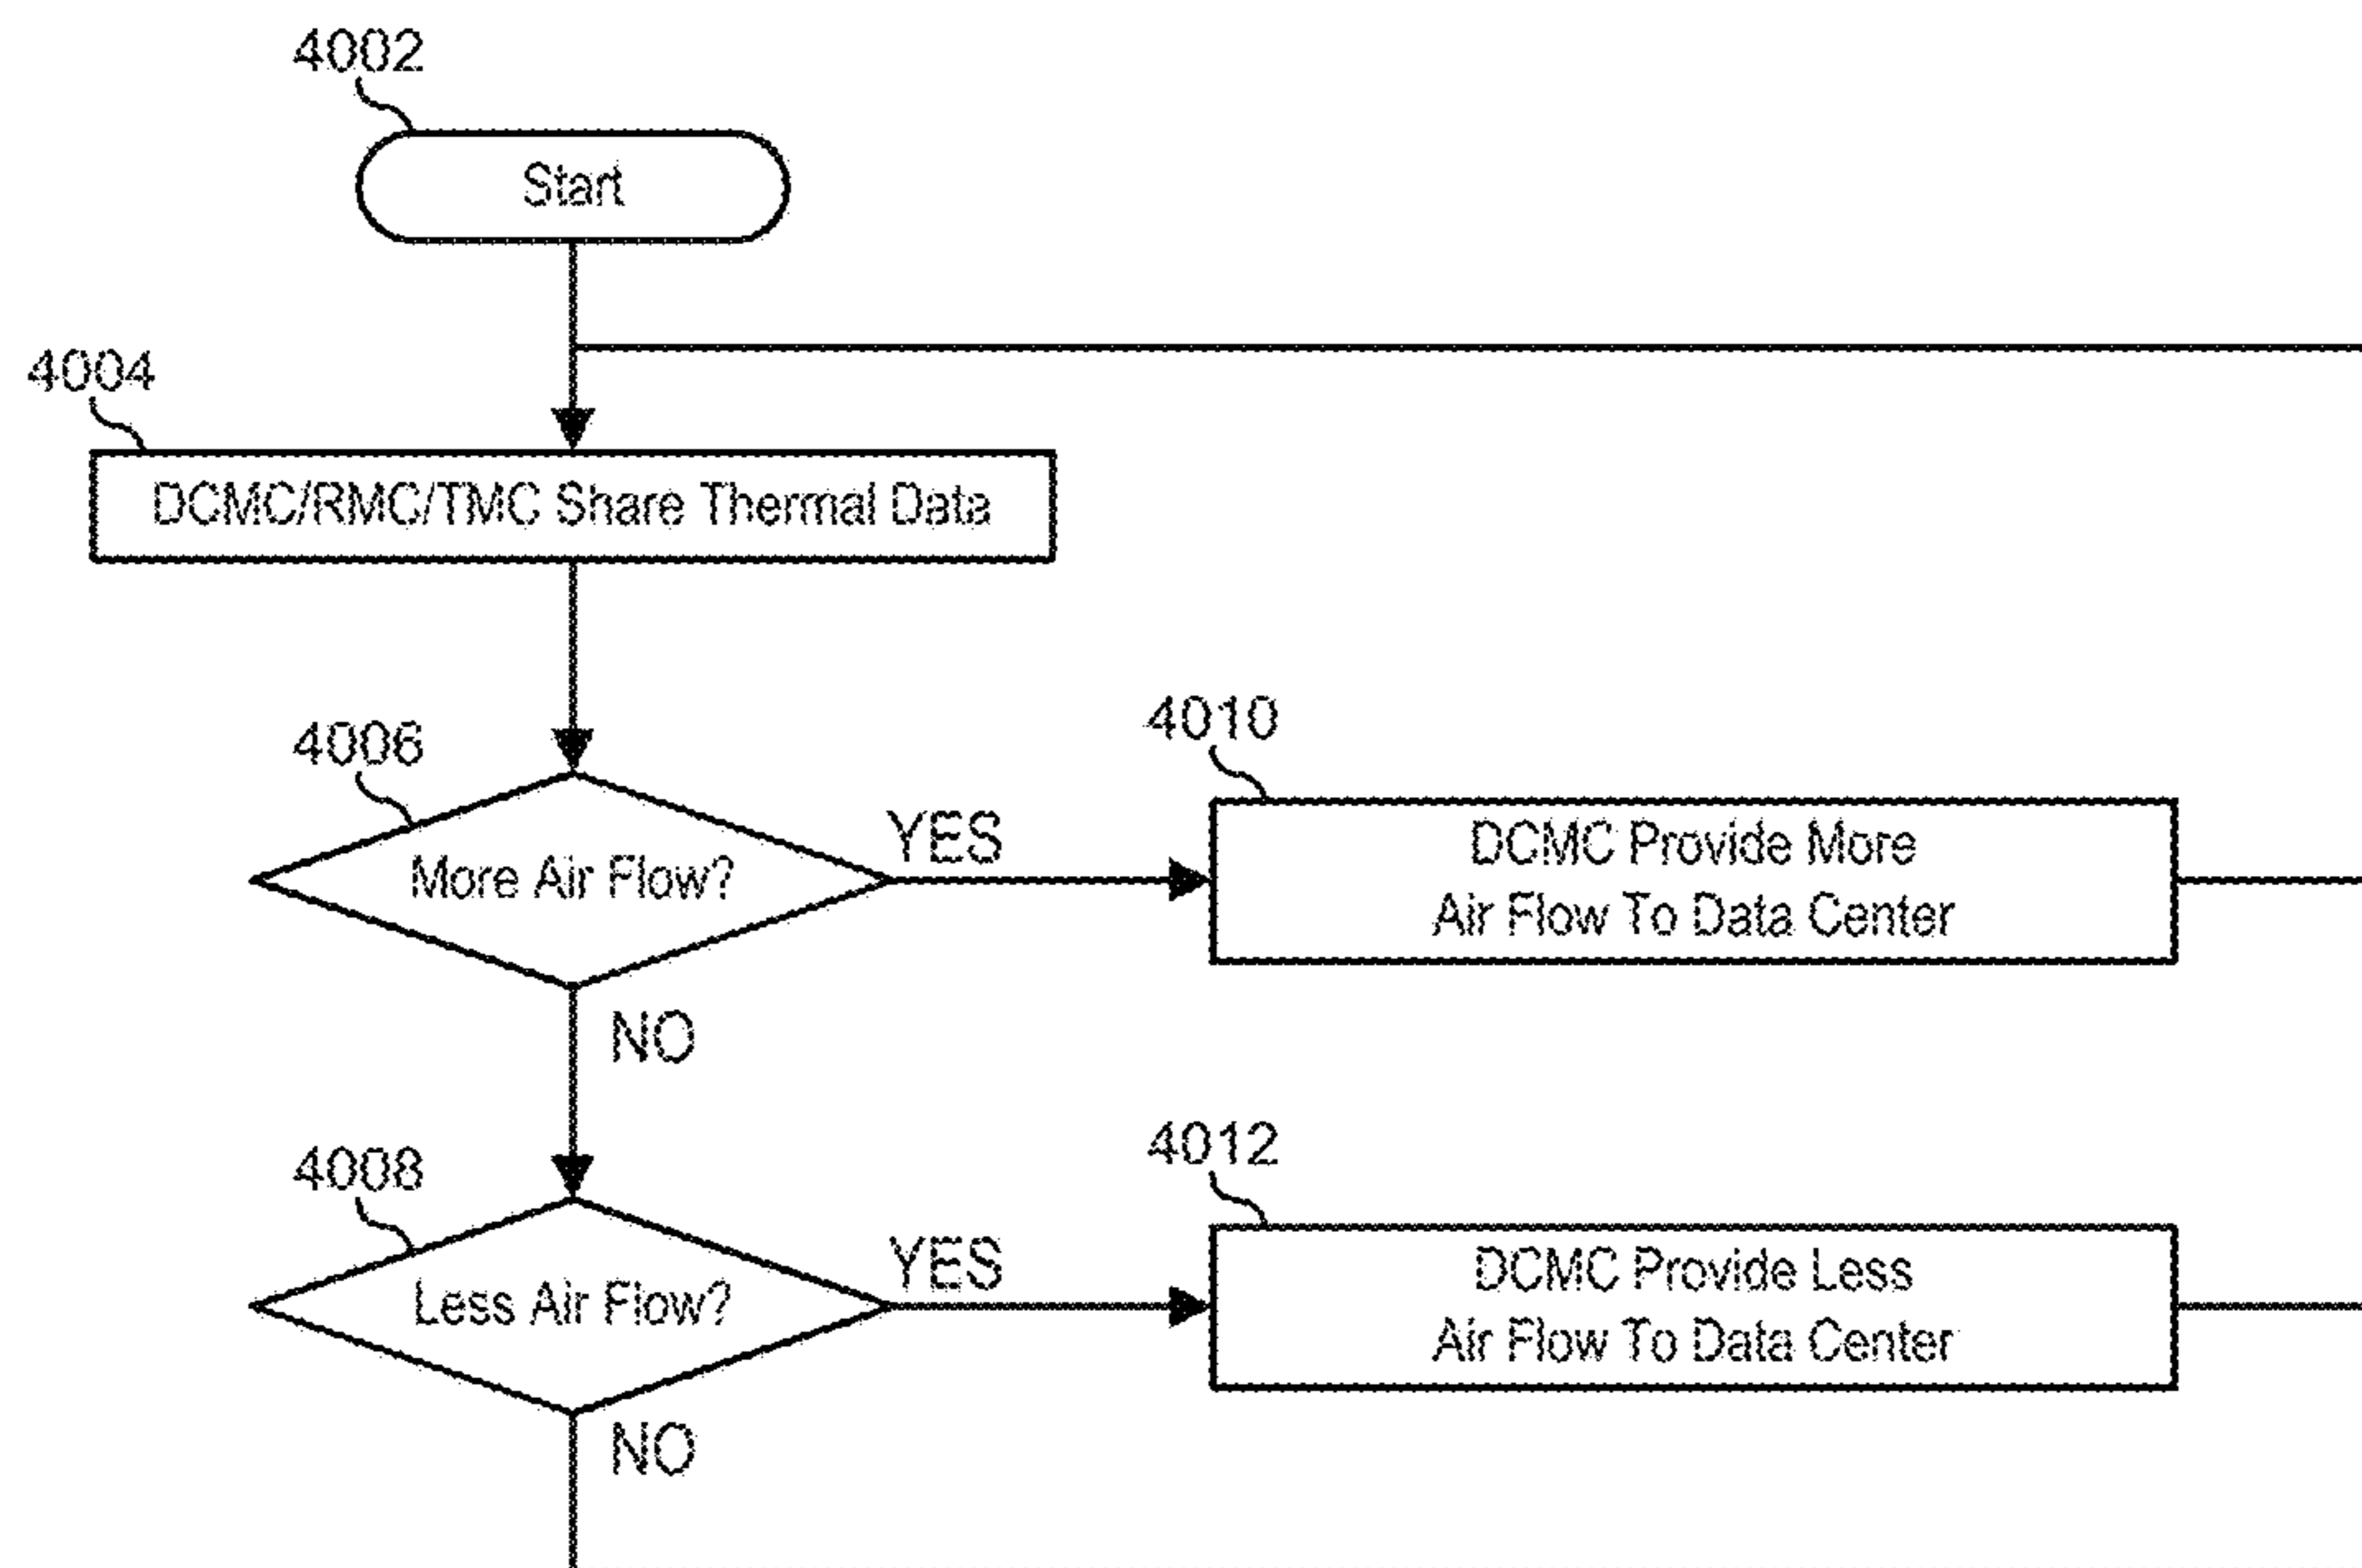 4002
Start
4004
DCMC/RMC/TMC Share Thermal Data
4006
More Air Flow?
YES
4010
DCMC Provide More
Air Flow To Data Center
NO
4008
Less Air Flow?
YES
4012
DCMC Provide Less
Air Flow To Data Center
NO